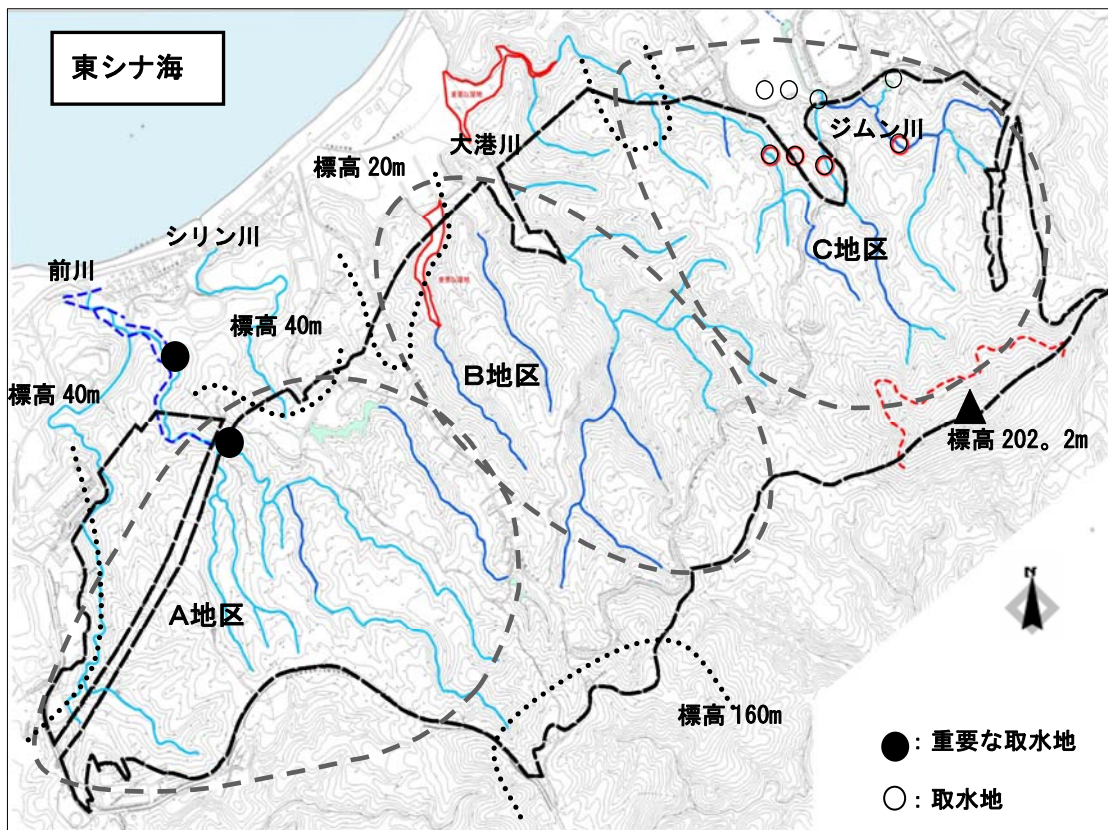 東シナ海
大港川
ジムン川
標高 20m
シリン川
C地区
前川
標高 40m
B地区
標高 40m
標高 202。2m
A地区
N
標高 160m
●：重要な取水地
○：取水地